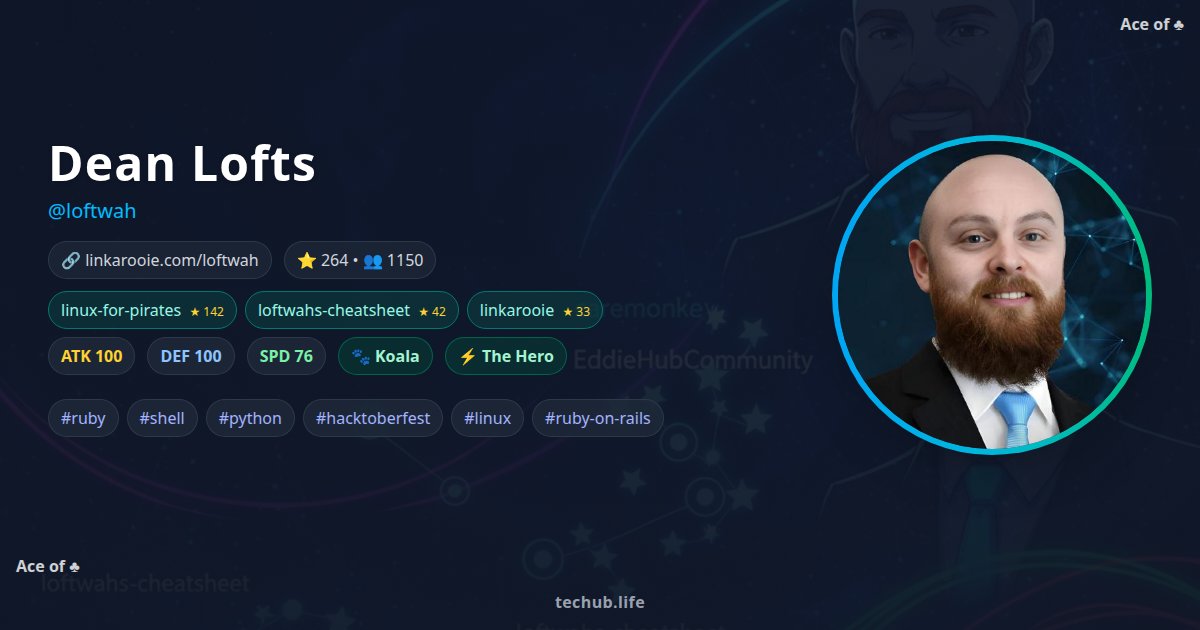 Ace of ♣
Dean Lofts
@loftwah
🔗 linkarooie.com/loftwah ⭐ 264 • 👥 1150
linux-for-pirates ★ 142 loftwahs-cheatsheet ★ 42 linkarooie ★ 33
ATK 100 DEF 100 SPD 76 🐾 Koala ⚡ The Hero
EddieHubCommunity
#ruby #shell #python #hacktoberfest #linux #ruby-on-rails
Ace of ♣
loftwahs-cheatsheet
techub.life